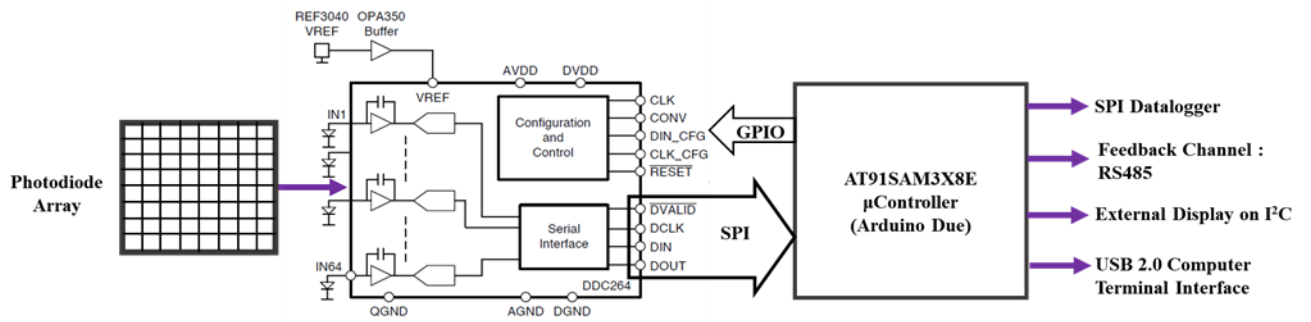 REF3040
VREF
OPA350
Buffer
AVDD
DVDD
VREF
IN1
IN64
Configuration
and
Control
Serial
Interface
CLK
CONV
DIN_CFG
CLK_CFG
RESET
DVALID
DCLK
DIN
DOUT
DDC264
QGND
AGND
DGND
Photodiode
Array
GPIO
SPI
AT91SAM3X8E
µController
(Arduino Due)
SPI Datalogger
Feedback Channel :
RS485
External Display on I²C
USB 2.0 Computer
Terminal Interface